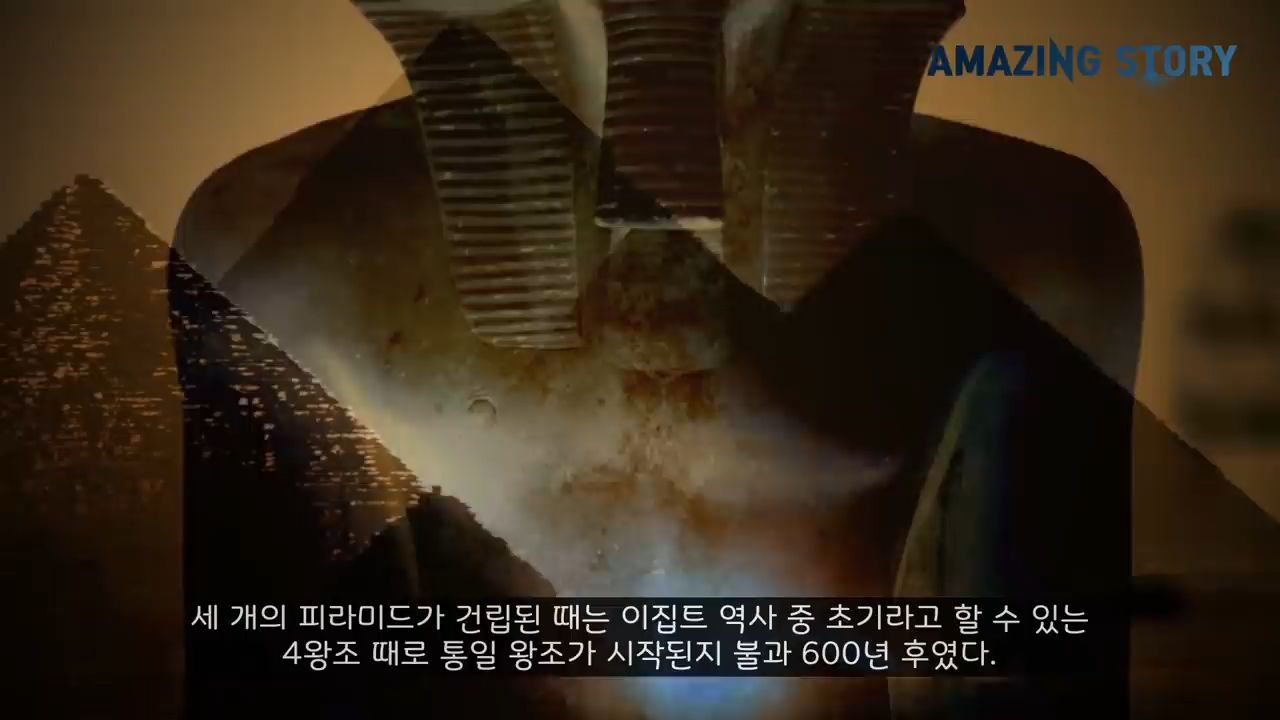 AMAZING STORY
세 개의 피라미드가 건립된 때는 이집트 역사 중 초기라고 할 수 있는
4왕조 때로 통일 왕조가 시작된지 불과 600년 후였다.